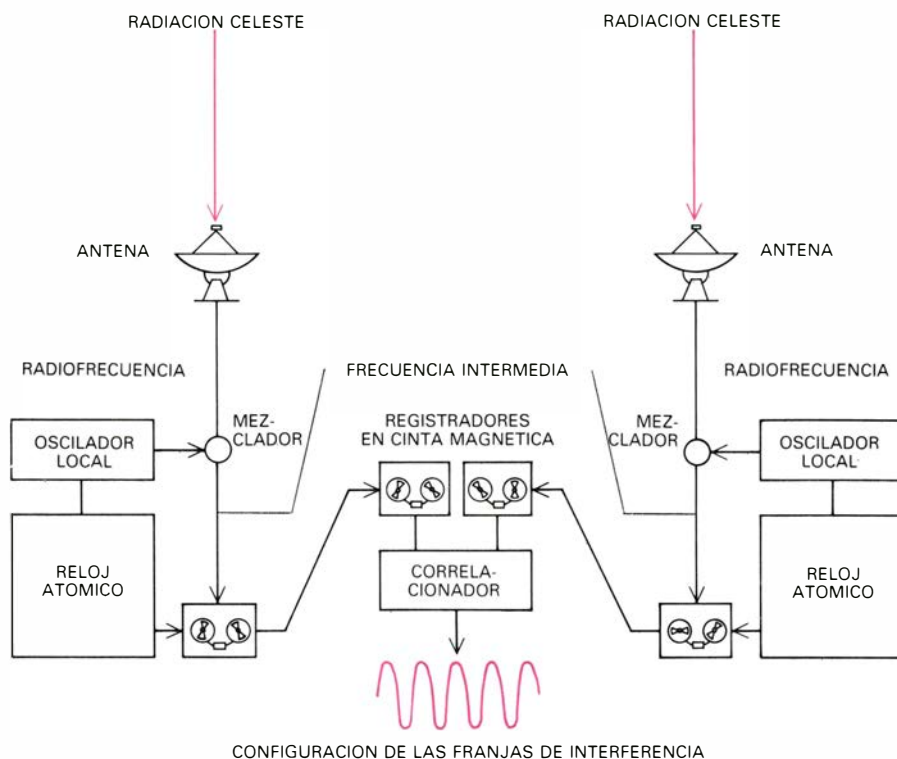 RADIACION CELESTE
RADIACION CELESTE
ANTENA
ANTENA
RADIOFRECUENCIA
FRECUENCIA INTERMEDIA
RADIOFRECUENCIA
OSCILADOR
LOCAL
MEZ-
CLADOR
REGISTRADORES
EN CINTA MAGNETICA
MEZ-
CLADOR
OSCILADOR
LOCAL
RELOJ
ATOMICO
CORRELA-
CIONADOR
RELOJ
ATOMICO
CONFIGURACION DE LAS FRANJAS DE INTERFERENCIA